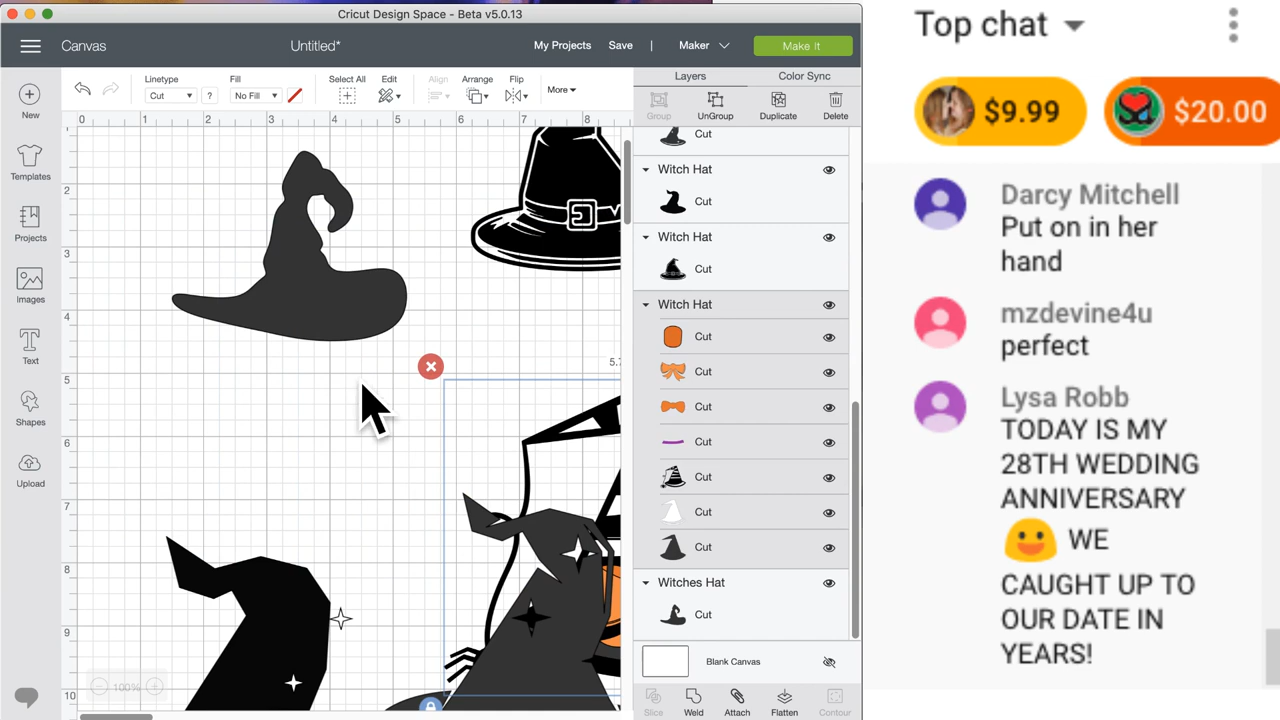 Cricut Design Space - Beta v5.0.13
Canvas
Untitled*
My Projects
Save
|
Maker
Make It
New
Templates
Projects
Images
Text
Shapes
Upload
Linetype
Cut
?
Fill
No Fill
Select All
Edit
Align
Arrange
Flip
More
0 1 2 3 4 5 6 7 8
1
2
3
4
5
6
7
8
9
10
5.7
100%
Layers
Color Sync
Group
UnGroup
Duplicate
Delete
Cut
Witch Hat
Cut
Witch Hat
Cut
Witch Hat
Cut
Cut
Cut
Cut
Cut
Cut
Cut
Witches Hat
Cut
Blank Canvas
Slice
Weld
Attach
Flatten
Contour
Top chat
$9.99
$20.00
Darcy Mitchell
Put on in her
hand
mzdevine4u
perfect
Lysa Robb
TODAY IS MY
28TH WEDDING
ANNIVERSARY
WE
CAUGHT UP TO
OUR DATE IN
YEARS!